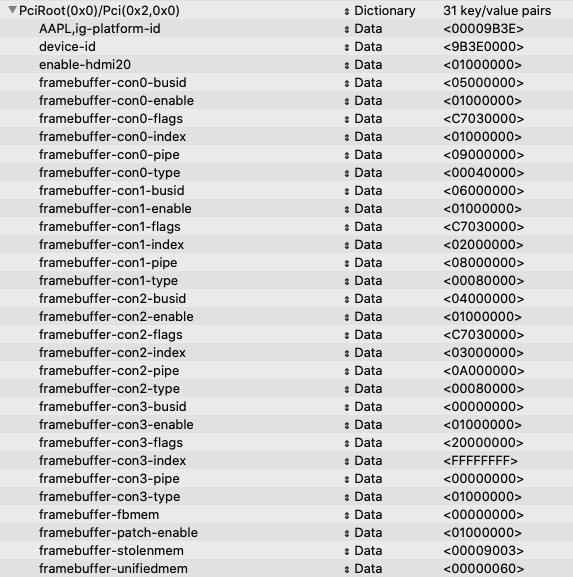 PciRoot(0x0)/Pci(0x2,0x0) Dictionary 31 key/value pairs
AAPL,ig-platform-id Data <00009B3E>
device-id Data <9B3E0000>
enable-hdmi20 Data <01000000>
framebuffer-con0-busid Data <05000000>
framebuffer-con0-enable Data <01000000>
framebuffer-con0-flags Data <C7030000>
framebuffer-con0-index Data <01000000>
framebuffer-con0-pipe Data <09000000>
framebuffer-con0-type Data <00040000>
framebuffer-con1-busid Data <06000000>
framebuffer-con1-enable Data <01000000>
framebuffer-con1-flags Data <C7030000>
framebuffer-con1-index Data <02000000>
framebuffer-con1-pipe Data <08000000>
framebuffer-con1-type Data <00080000>
framebuffer-con2-busid Data <04000000>
framebuffer-con2-enable Data <01000000>
framebuffer-con2-flags Data <C7030000>
framebuffer-con2-index Data <03000000>
framebuffer-con2-pipe Data <0A000000>
framebuffer-con2-type Data <00080000>
framebuffer-con3-busid Data <00000000>
framebuffer-con3-enable Data <01000000>
framebuffer-con3-flags Data <20000000>
framebuffer-con3-index Data <FFFFFFFF>
framebuffer-con3-pipe Data <00000000>
framebuffer-con3-type Data <01000000>
framebuffer-fbmem Data <00000000>
framebuffer-patch-enable Data <01000000>
framebuffer-stolenmem Data <00009003>
framebuffer-unifiedmem Data <00000060>